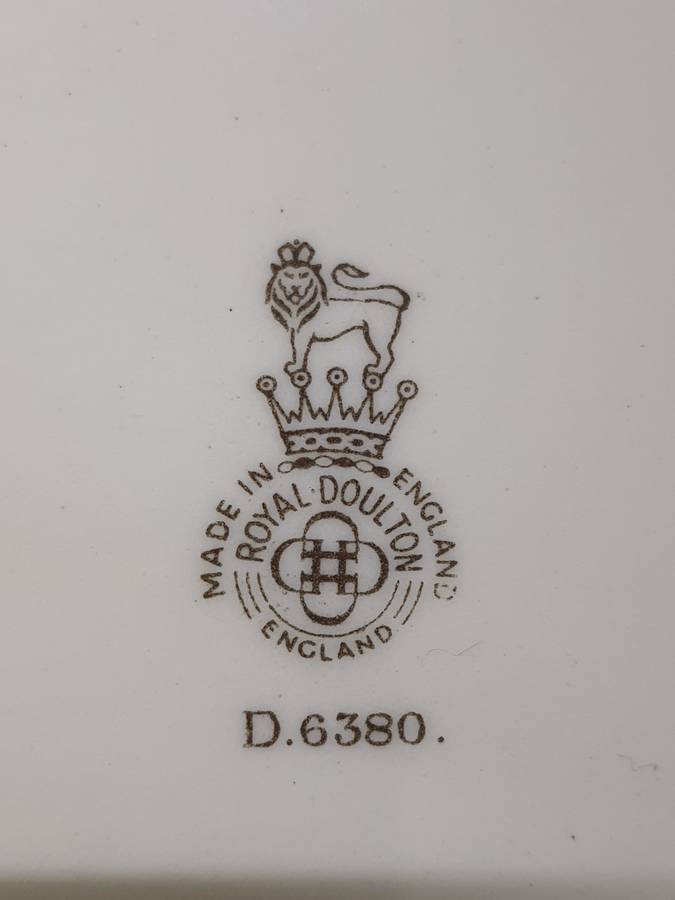 MADE IN ENGLAND
ROYAL·DOULTON
ENGLAND
D.6380.